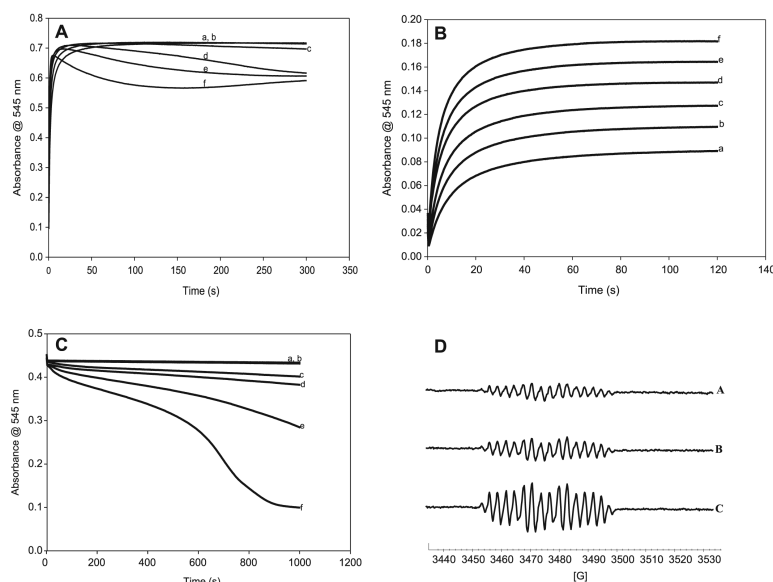 A
0.8
0.7
0.6
0.5
0.4
0.3
0.2
0.1
0.0
Absorbance @ 545 nm
a, b
c
d
e
f
0 50 100 150 200 250 300 350
Time (s)
B
0.20
0.18
0.16
0.14
0.12
0.10
0.08
0.06
0.04
0.02
0.00
Absorbance @ 545 nm
f
e
d
c
b
a
0 20 40 60 80 100 120 140
Time (s)
C
0.5
0.4
0.3
0.2
0.1
0.0
Absorbance @ 545 nm
a, b
c
d
e
f
0 200 400 600 800 1000 1200
Time (s)
D
A
B
C
3440 3450 3460 3470 3480 3490 3500 3510 3520 3530
[G]